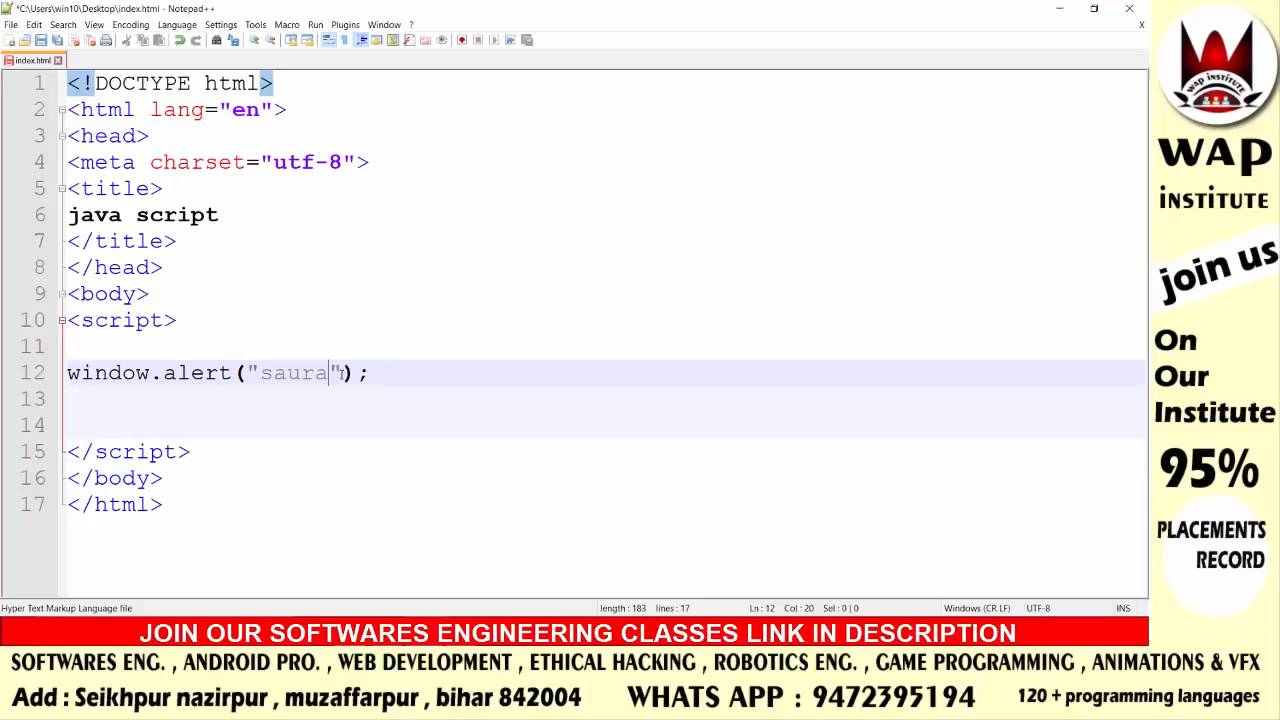 *C:\Users\win10\Desktop\index.html - Notepad++
File Edit Search View Encoding Language Settings Tools Macro Run Plugins Window ? X
index.html
1 <!DOCTYPE html>
2 <html lang="en">
3 <head>
4 <meta charset="utf-8">
5 <title>
6 java script
7 </title>
8 </head>
9 <body>
10 <script>
11
12 window.alert("saura");
13
14
15 </script>
16 </body>
17 </html>
Hyper Text Markup Language file length : 183 lines : 17 Ln : 12 Col : 20 Sel : 0 | 0 Windows (CR LF) UTF-8 INS
WAP INSTITUTE
WAP
INSTITUTE
join us
On
Our
Institute
95%
PLACEMENTS
RECORD
JOIN OUR SOFTWARES ENGINEERING CLASSES LINK IN DESCRIPTION
SOFTWARES ENG. , ANDROID PRO. , WEB DEVELOPMENT , ETHICAL HACKING , ROBOTICS ENG. , GAME PROGRAMMING , ANIMATIONS & VFX
Add : Seikhpur nazirpur , muzaffarpur , bihar 842004 WHATS APP : 9472395194 120 + programming languages